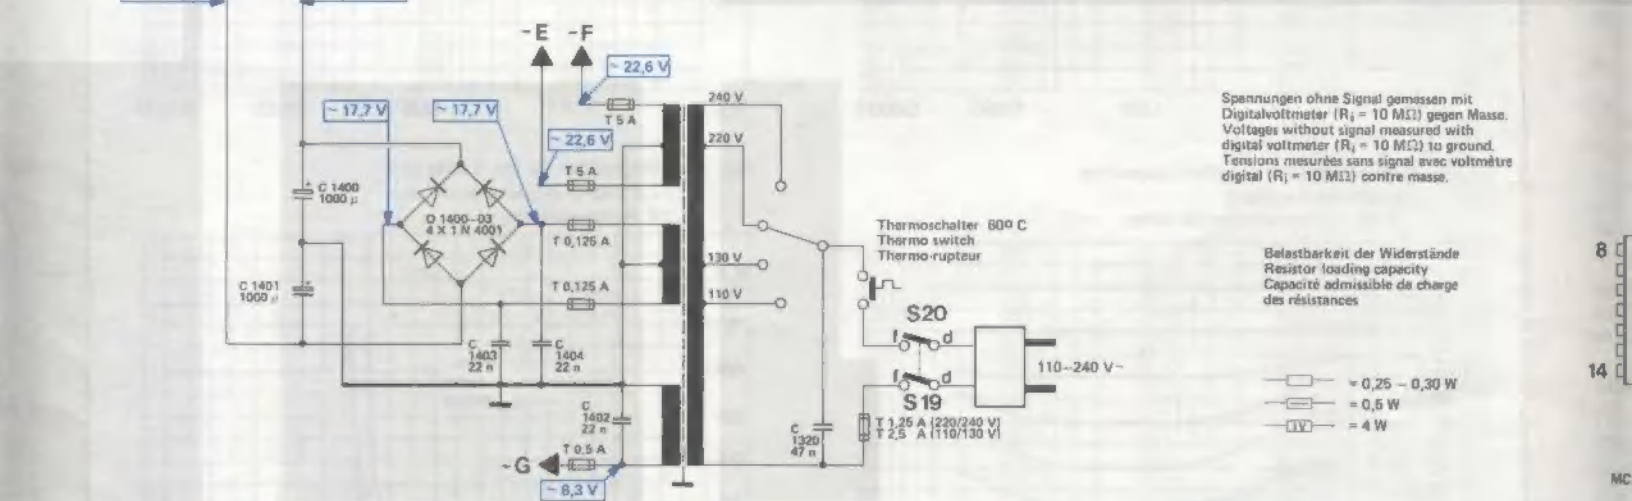 ~E ~F
~ 22,6 V
~ 17,7 V
~ 17,7 V
T 5 A
~ 22,6 V
T 5 A
240 V
220 V
130 V
110 V
C 1400
1000 µ
D 1400–03
4 X 1 N 4001
T 0,125 A
T 0,125 A
C 1401
1000 µ
C
1403
22 n
C
1404
22 n
C
1402
22 n
T 0,5 A
~G
~ 6,3 V
Thermoschalter 60º C
Thermo switch
Thermo-rupteur
S20
f d
f d
S19
110–240 V~
T 1,25 A (220/240 V)
T 2,5 A (110/130 V)
C
1320
47 n
Spannungen ohne Signal gemessen mit
Digitalvoltmeter (Ri = 10 MΩ) gegen Masse.
Voltages without signal measured with
digital voltmeter (Ri = 10 MΩ) to ground.
Tensions mesurées sans signal avec voltmètre
digital (Ri = 10 MΩ) contre masse.
Belastbarkeit der Widerstände
Resistor loading capacity
Capacité admissible de charge
des résistances
= 0,25 – 0,30 W
= 0,5 W
= 4 W
8
14
MC